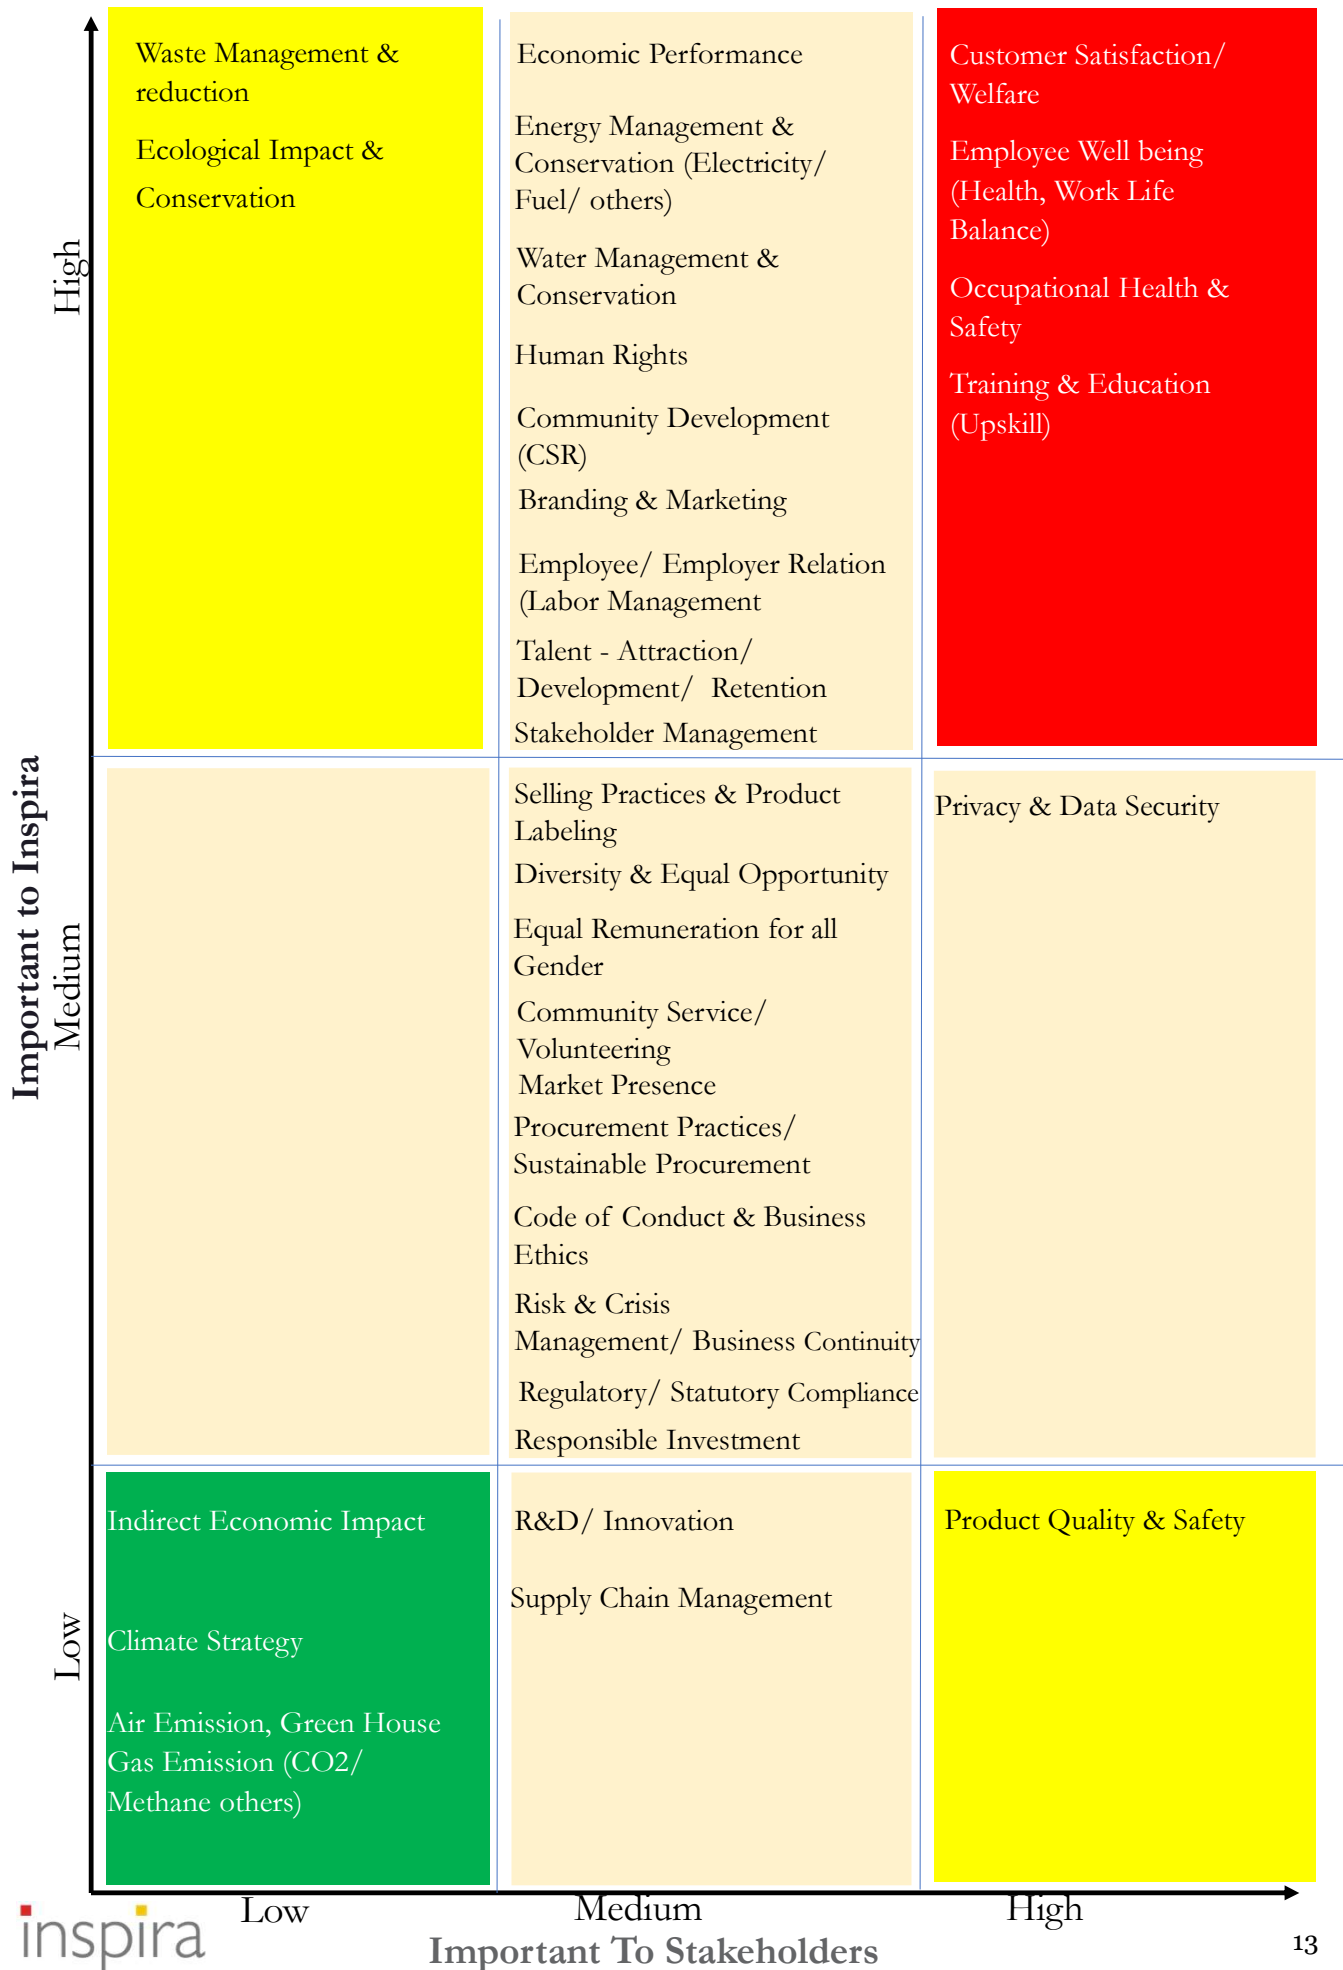 Waste Management &
reduction
Ecological Impact &
Conservation
Economic Performance
Energy Management &
Conservation (Electricity/
Fuel/ others)
Water Management &
Conservation
Human Rights
Community Development
(CSR)
Branding & Marketing
Employee/ Employer Relation
(Labor Management
Talent - Attraction/
Development/ Retention
Stakeholder Management
Customer Satisfaction/
Welfare
Employee Well being
(Health, Work Life
Balance)
Occupational Health &
Safety
Training & Education
(Upskill)
High
Important to Inspira
Medium
Selling Practices & Product
Labeling
Diversity & Equal Opportunity
Equal Remuneration for all
Gender
Community Service/
Volunteering
Market Presence
Procurement Practices/
Sustainable Procurement
Code of Conduct & Business
Ethics
Risk & Crisis
Management/ Business Continuity
Regulatory/ Statutory Compliance
Responsible Investment
Privacy & Data Security
Low
Indirect Economic Impact
Climate Strategy
Air Emission, Green House
Gas Emission (CO2/
Methane others)
R&D/ Innovation
Supply Chain Management
Product Quality & Safety
Low
Medium
High
inspira
Important To Stakeholders
13